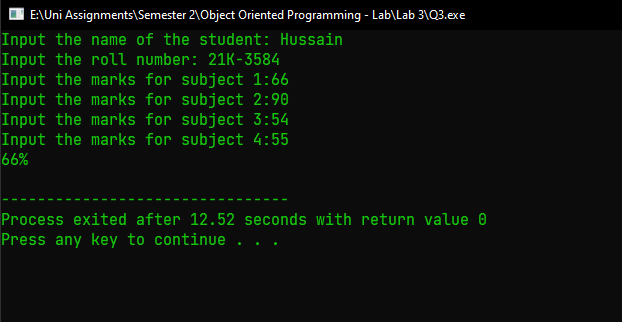 E:\Uni Assignments\Semester 2\Object Oriented Programming - Lab\Lab 3\Q3.exe
Input the name of the student: Hussain
Input the roll number: 21K-3584
Input the marks for subject 1:66
Input the marks for subject 2:90
Input the marks for subject 3:54
Input the marks for subject 4:55
66%
--------------------------------
Process exited after 12.52 seconds with return value 0
Press any key to continue . . .